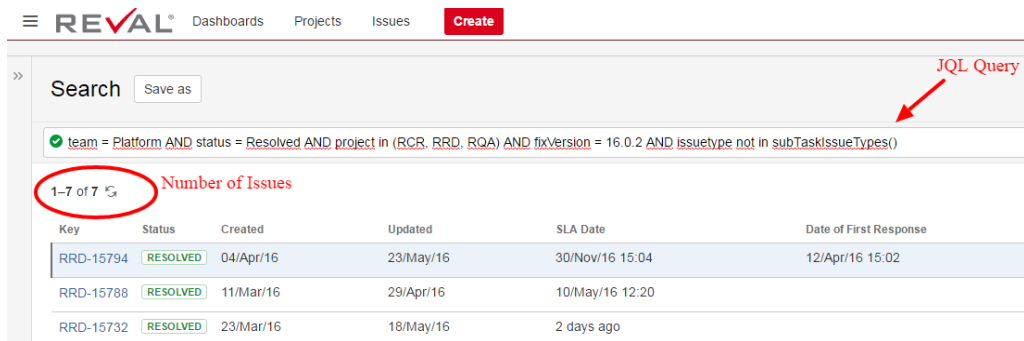 REVAL® Dashboards Projects Issues Create
JQL Query
Search Save as
team = Platform AND status = Resolved AND project in (RCR, RRD, RQA) AND fixVersion = 16.0.2 AND issuetype not in subTaskIssueTypes()
1–7 of 7 Number of Issues
Key Status Created Updated SLA Date Date of First Response
RRD-15794 RESOLVED 04/Apr/16 23/May/16 30/Nov/16 15:04 12/Apr/16 15:02
RRD-15788 RESOLVED 11/Mar/16 29/Apr/16 10/May/16 12:20
RRD-15732 RESOLVED 23/Mar/16 18/May/16 2 days ago